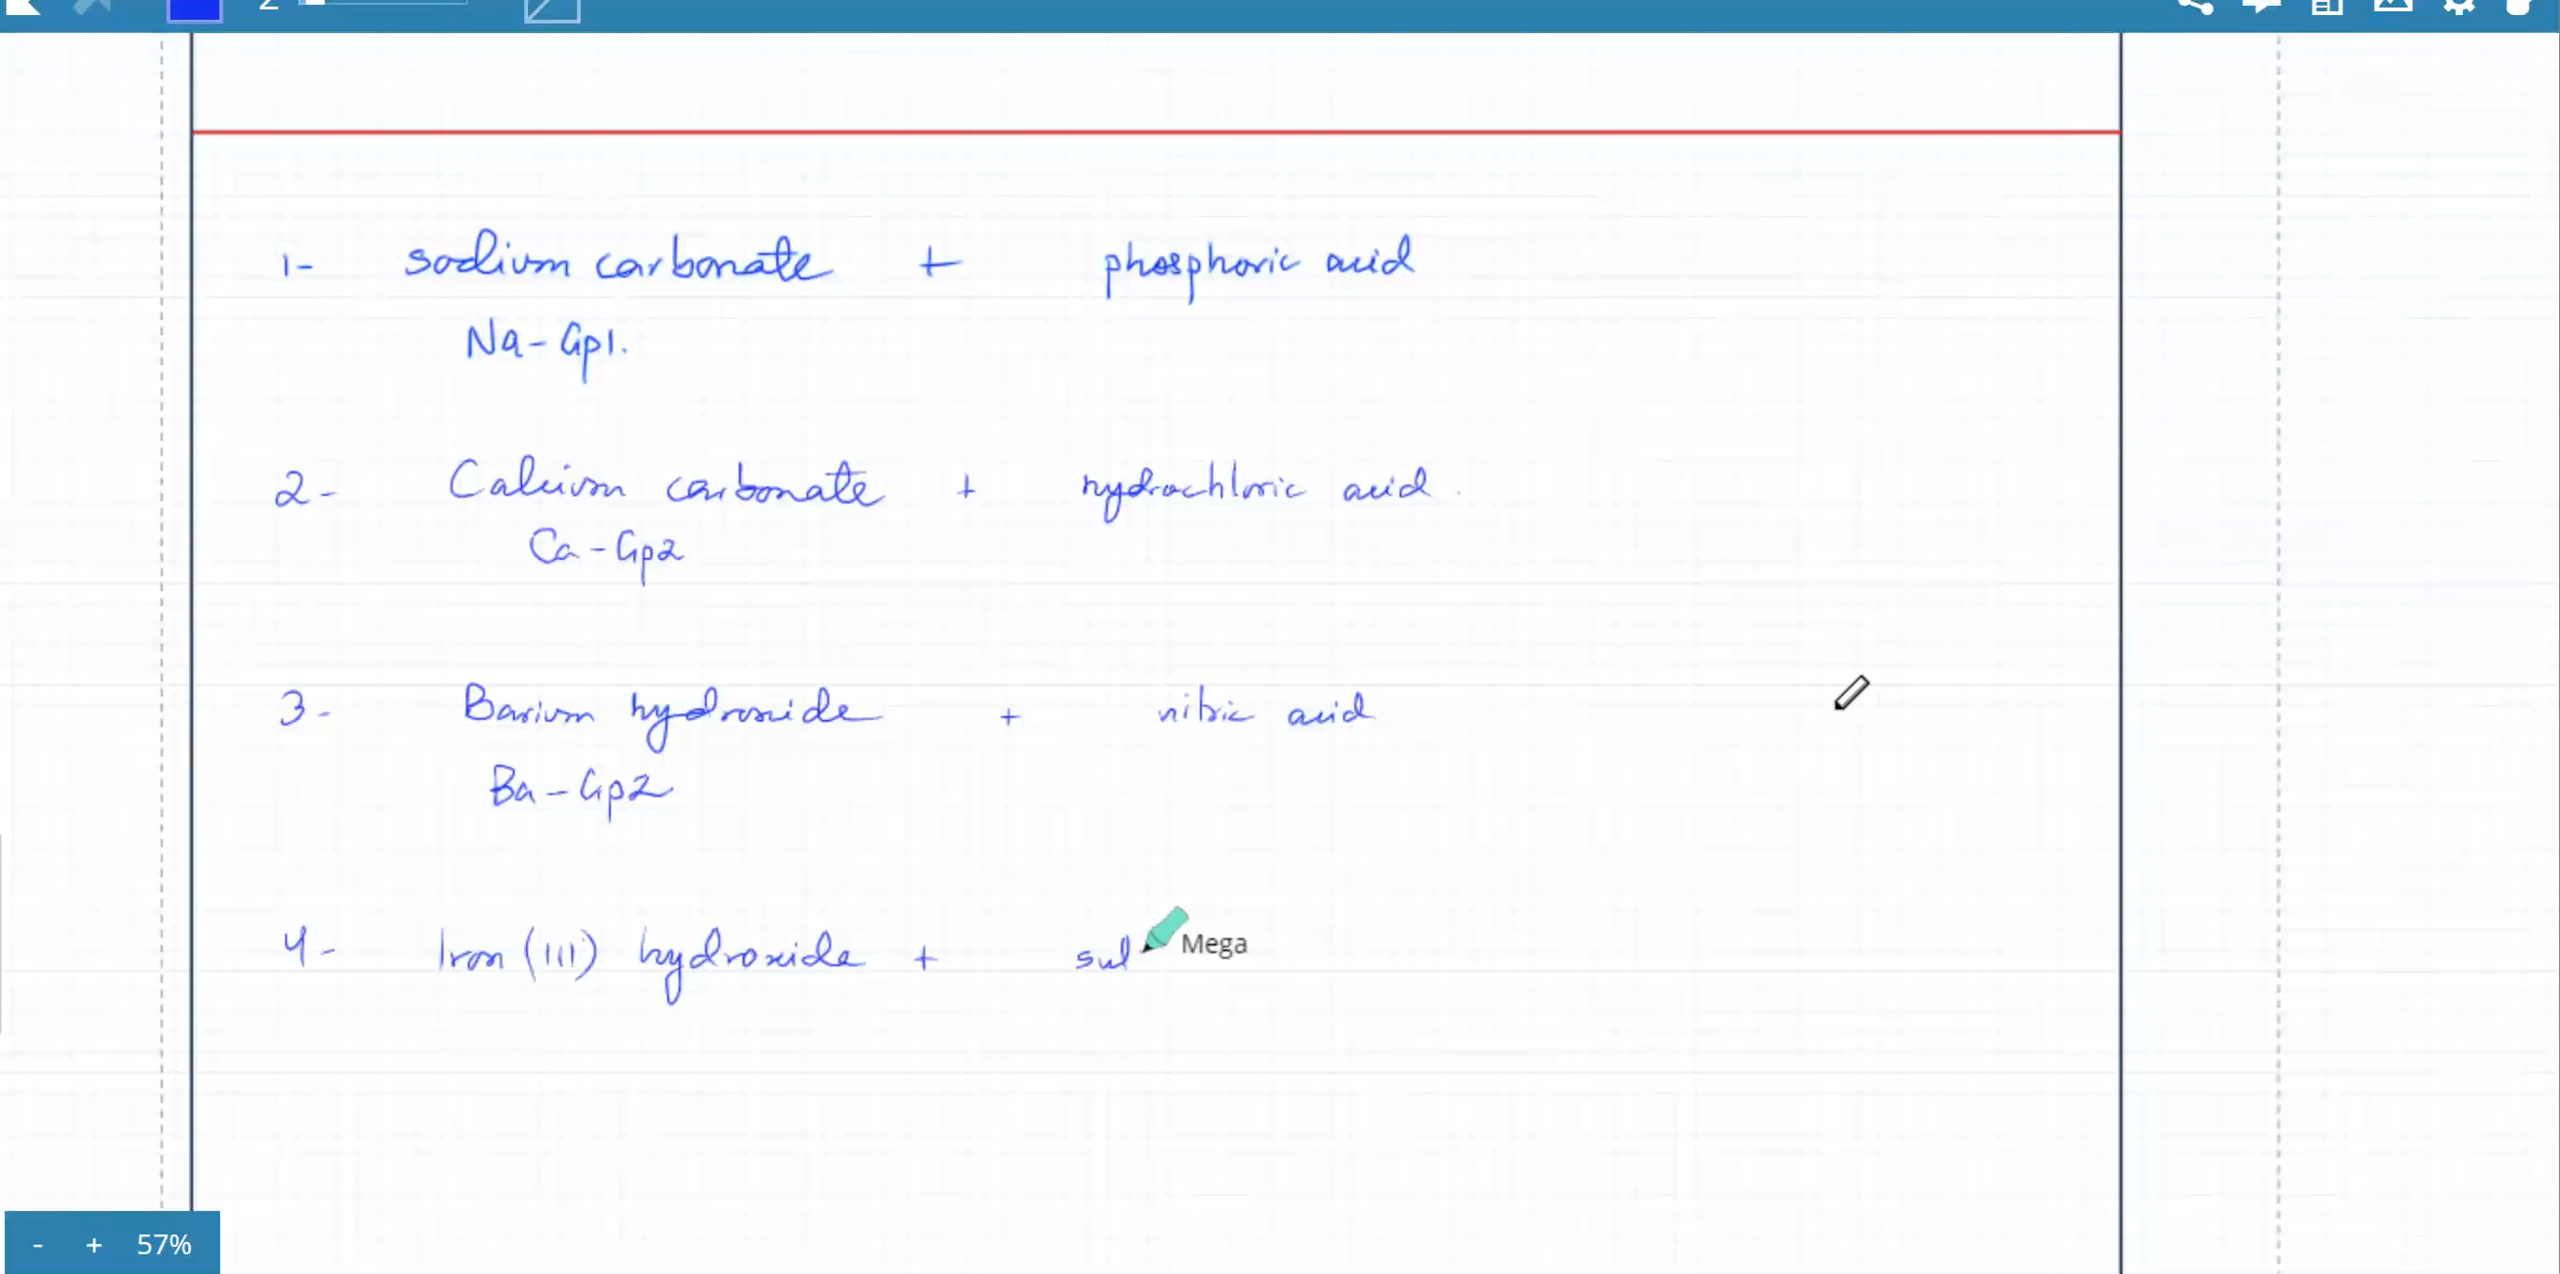 1- sodium carbonate + phosphoric acid
Na-Gp1.
2- Calcium carbonate + hydrochloric acid.
Ca-Gp2
3- Barium hydroxide + nitric acid
Ba-Gp2
4- Iron (III) hydroxide + sul
Mega
- + 57%